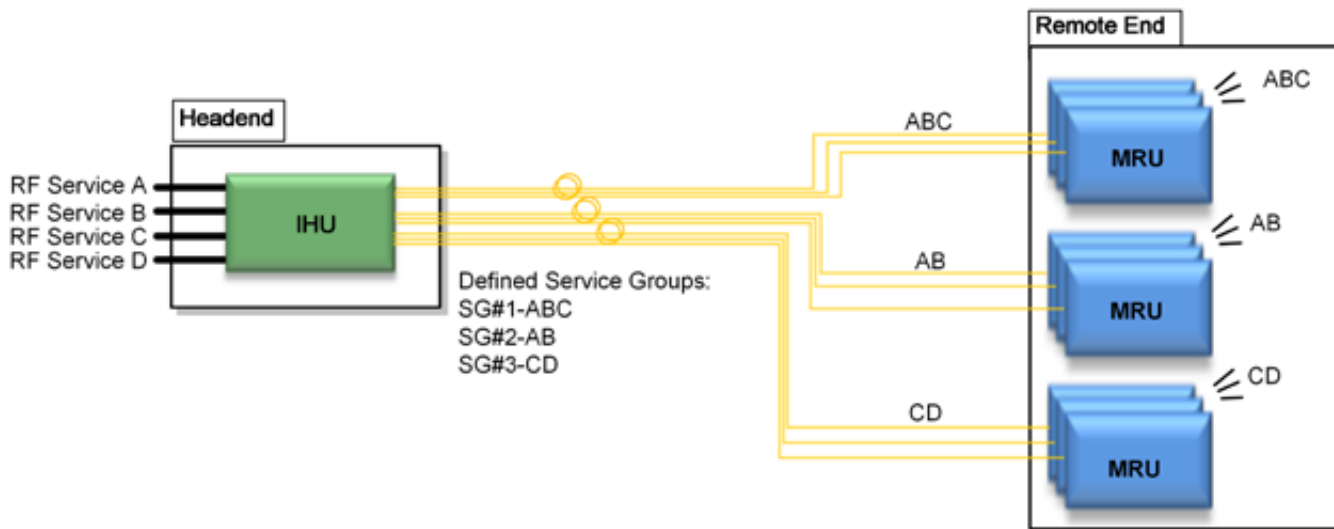 Remote End
ABC
ABC
MRU
Headend
RF Service A
RF Service B
RF Service C
RF Service D
IHU
AB
AB
MRU
Defined Service Groups:
SG#1-ABC
SG#2-AB
SG#3-CD
CD
CD
MRU